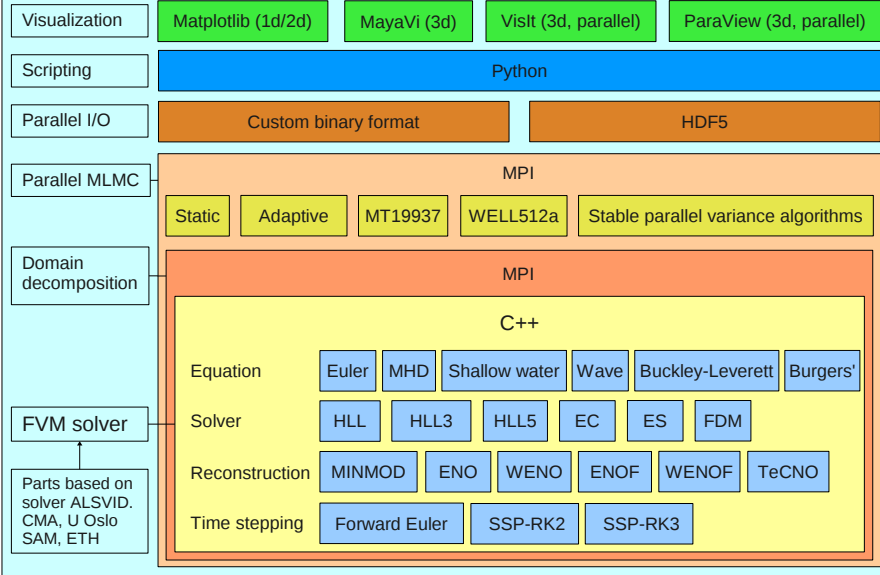 Visualization Matplotlib (1d/2d) MayaVi (3d) VisIt (3d, parallel) ParaView (3d, parallel)
Scripting Python
Parallel I/O Custom binary format HDF5
Parallel MLMC MPI
Static Adaptive MT19937 WELL512a Stable parallel variance algorithms
Domain
decomposition
MPI
C++
Equation Euler MHD Shallow water Wave Buckley-Leverett Burgers'
FVM solver
Solver HLL HLL3 HLL5 EC ES FDM
Reconstruction MINMOD ENO WENO ENOF WENOF TeCNO
Time stepping Forward Euler SSP-RK2 SSP-RK3
Parts based on
solver ALSVID.
CMA, U Oslo
SAM, ETH